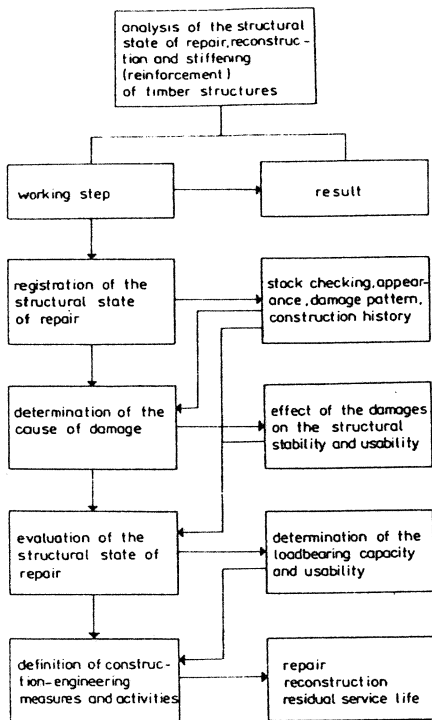 analysis of the structural
state of repair, reconstruc-
tion and stiffening
(reinforcement)
of timber structures
working step
result
registration of the
structural state
of repair
stock checking, appear-
ance, damage pattern,
construction history
determination of the
cause of damage
effect of the damages
on the structural
stability and usability
evaluation of the
structural state of
repair
determination of the
loadbearing capacity
and usability
definition of construc-
tion-engineering
measures and activities
repair
reconstruction
residual service life